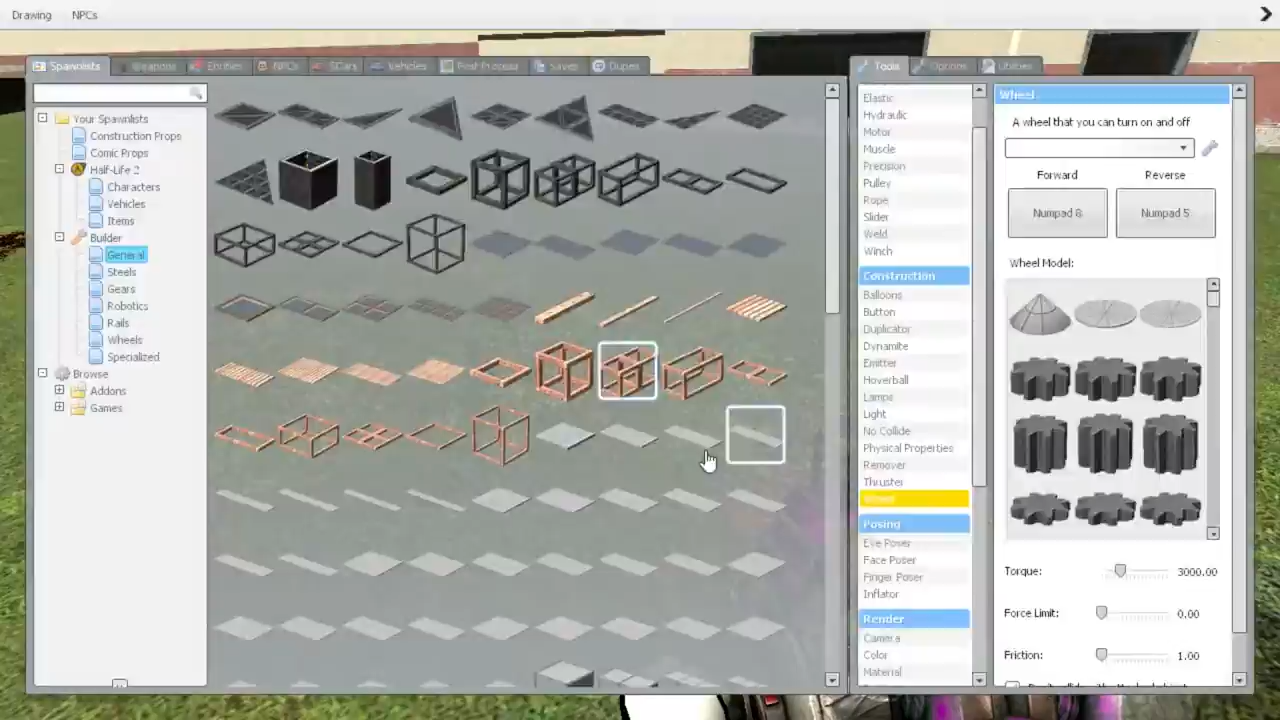 Drawing NPCs
Spawnlists Weapons Entities NPCs SCars Vehicles Post Process Saves Dupes
Tools Options Utilities
Your Spawnlists
Construction Props
Comic Props
Half-Life 2
Characters
Vehicles
Items
Builder
General
Steels
Gears
Robotics
Rails
Wheels
Specialized
Browse
Addons
Games
Elastic
Hydraulic
Motor
Muscle
Precision
Pulley
Rope
Slider
Weld
Winch
Construction
Balloons
Button
Duplicator
Dynamite
Emitter
Hoverball
Lamps
Light
No Collide
Physical Properties
Remover
Thruster
Wheel
Posing
Eye Poser
Face Poser
Finger Poser
Inflator
Render
Camera
Color
Material
Wheel
A wheel that you can turn on and off
Forward Reverse
Numpad 8 Numpad 5
Wheel Model:
Torque: 3000.00
Force Limit: 0.00
Friction: 1.00